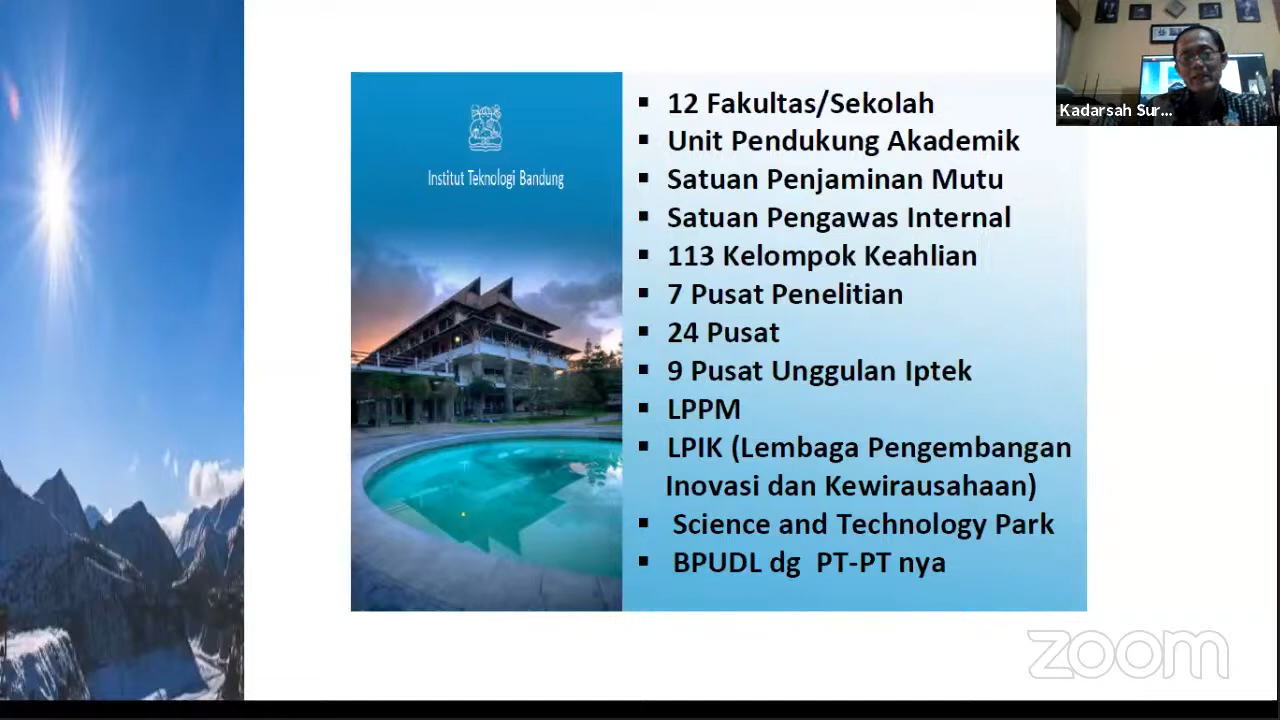 Institut Teknologi Bandung
12 Fakultas/Sekolah
Unit Pendukung Akademik
Satuan Penjaminan Mutu
Satuan Pengawas Internal
113 Kelompok Keahlian
7 Pusat Penelitian
24 Pusat
9 Pusat Unggulan Iptek
LPPM
LPIK (Lembaga Pengembangan
Inovasi dan Kewirausahaan)
Science and Technology Park
BPUDL dg PT-PT nya
Kadarsah Sur...
zoom